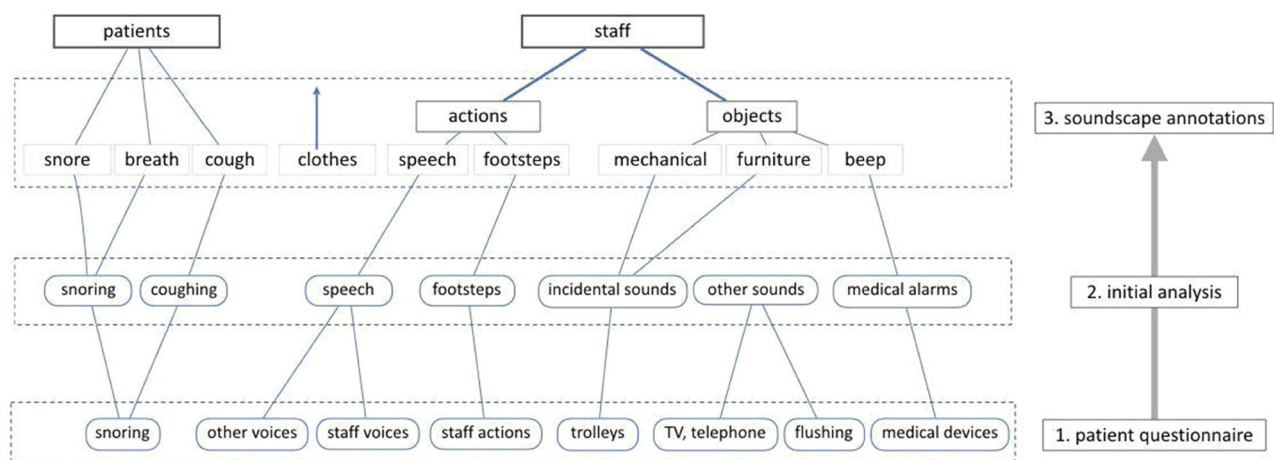 patients
staff
actions
objects
3. soundscape annotations
snore
breath
cough
clothes
speech
footsteps
mechanical
furniture
beep
snoring
coughing
speech
footsteps
incidental sounds
other sounds
medical alarms
2. initial analysis
snoring
other voices
staff voices
staff actions
trolleys
TV, telephone
flushing
medical devices
1. patient questionnaire